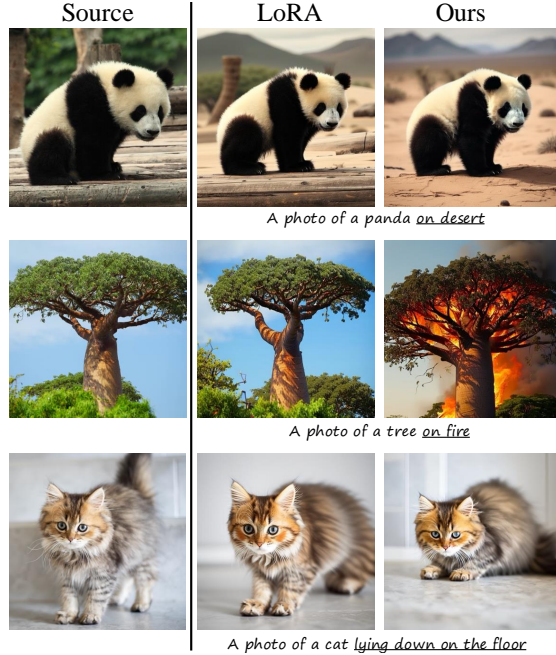 Source LoRA Ours
A photo of a panda on desert
A photo of a tree on fire
A photo of a cat lying down on the floor